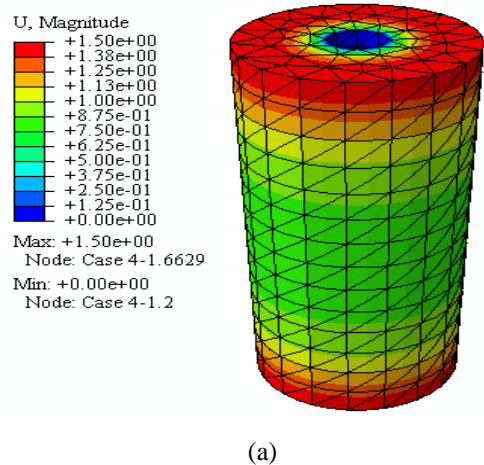 U, Magnitude
+1.50e+00
+1.38e+00
+1.25e+00
+1.13e+00
+1.00e+00
+8.75e-01
+7.50e-01
+6.25e-01
+5.00e-01
+3.75e-01
+2.50e-01
+1.25e-01
+0.00e+00
Max: +1.50e+00
Node: Case 4-1.6629
Min: +0.00e+00
Node: Case 4-1.2
(a)